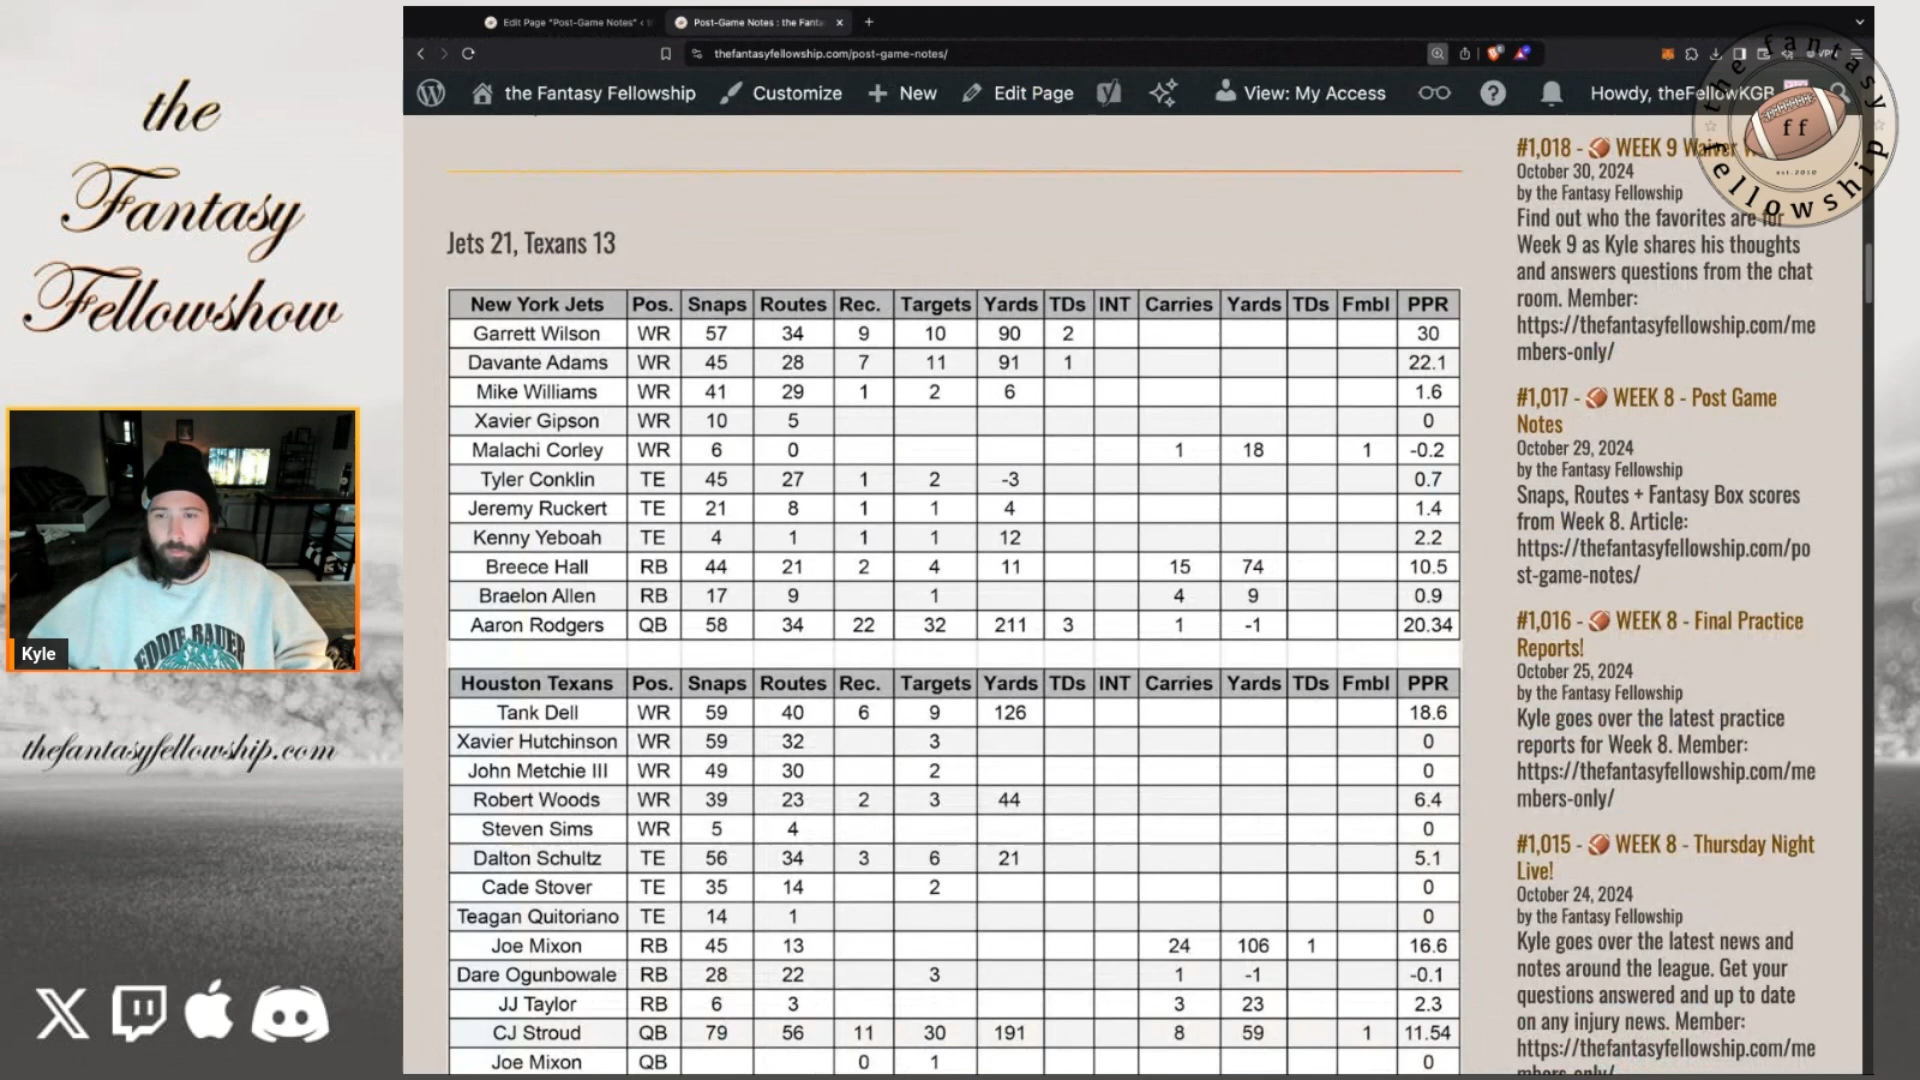 the
Fantasy
Fellowshow
Kyle
thefantasyfellowship.com
Edit Page "Post-Game Notes" ‹ t
Post-Game Notes : the Fanta
thefantasyfellowship.com/post-game-notes/
VPN
the Fantasy Fellowship Customize New Edit Page View: My Access Howdy, theFellowKGB
the fantasy fellowship
ff
est. 2010
Jets 21, Texans 13
New York Jets Pos. Snaps Routes Rec. Targets Yards TDs INT Carries Yards TDs Fmbl PPR
Garrett Wilson WR 57 34 9 10 90 2 30
Davante Adams WR 45 28 7 11 91 1 22.1
Mike Williams WR 41 29 1 2 6 1.6
Xavier Gipson WR 10 5 0
Malachi Corley WR 6 0 1 18 1 -0.2
Tyler Conklin TE 45 27 1 2 -3 0.7
Jeremy Ruckert TE 21 8 1 1 4 1.4
Kenny Yeboah TE 4 1 1 1 12 2.2
Breece Hall RB 44 21 2 4 11 15 74 10.5
Braelon Allen RB 17 9 1 4 9 0.9
Aaron Rodgers QB 58 34 22 32 211 3 1 -1 20.34
Houston Texans Pos. Snaps Routes Rec. Targets Yards TDs INT Carries Yards TDs Fmbl PPR
Tank Dell WR 59 40 6 9 126 18.6
Xavier Hutchinson WR 59 32 3 0
John Metchie III WR 49 30 2 0
Robert Woods WR 39 23 2 3 44 6.4
Steven Sims WR 5 4 0
Dalton Schultz TE 56 34 3 6 21 5.1
Cade Stover TE 35 14 2 0
Teagan Quitoriano TE 14 1 0
Joe Mixon RB 45 13 24 106 1 16.6
Dare Ogunbowale RB 28 22 3 1 -1 -0.1
JJ Taylor RB 6 3 3 23 2.3
CJ Stroud QB 79 56 11 30 191 8 59 1 11.54
Joe Mixon QB 0 1 0
#1,018 - 🏈 WEEK 9 Waiver
October 30, 2024
by the Fantasy Fellowship
Find out who the favorites are for
Week 9 as Kyle shares his thoughts
and answers questions from the chat
room. Member:
https://thefantasyfellowship.com/me
mbers-only/
#1,017 - 🏈 WEEK 8 - Post Game
Notes
October 29, 2024
by the Fantasy Fellowship
Snaps, Routes + Fantasy Box scores
from Week 8. Article:
https://thefantasyfellowship.com/po
st-game-notes/
#1,016 - 🏈 WEEK 8 - Final Practice
Reports!
October 25, 2024
by the Fantasy Fellowship
Kyle goes over the latest practice
reports for Week 8. Member:
https://thefantasyfellowship.com/me
mbers-only/
#1,015 - 🏈 WEEK 8 - Thursday Night
Live!
October 24, 2024
by the Fantasy Fellowship
Kyle goes over the latest news and
notes around the league. Get your
questions answered and up to date
on any injury news. Member:
https://thefantasyfellowship.com/me
mbers-only/
EDDIE BAUER